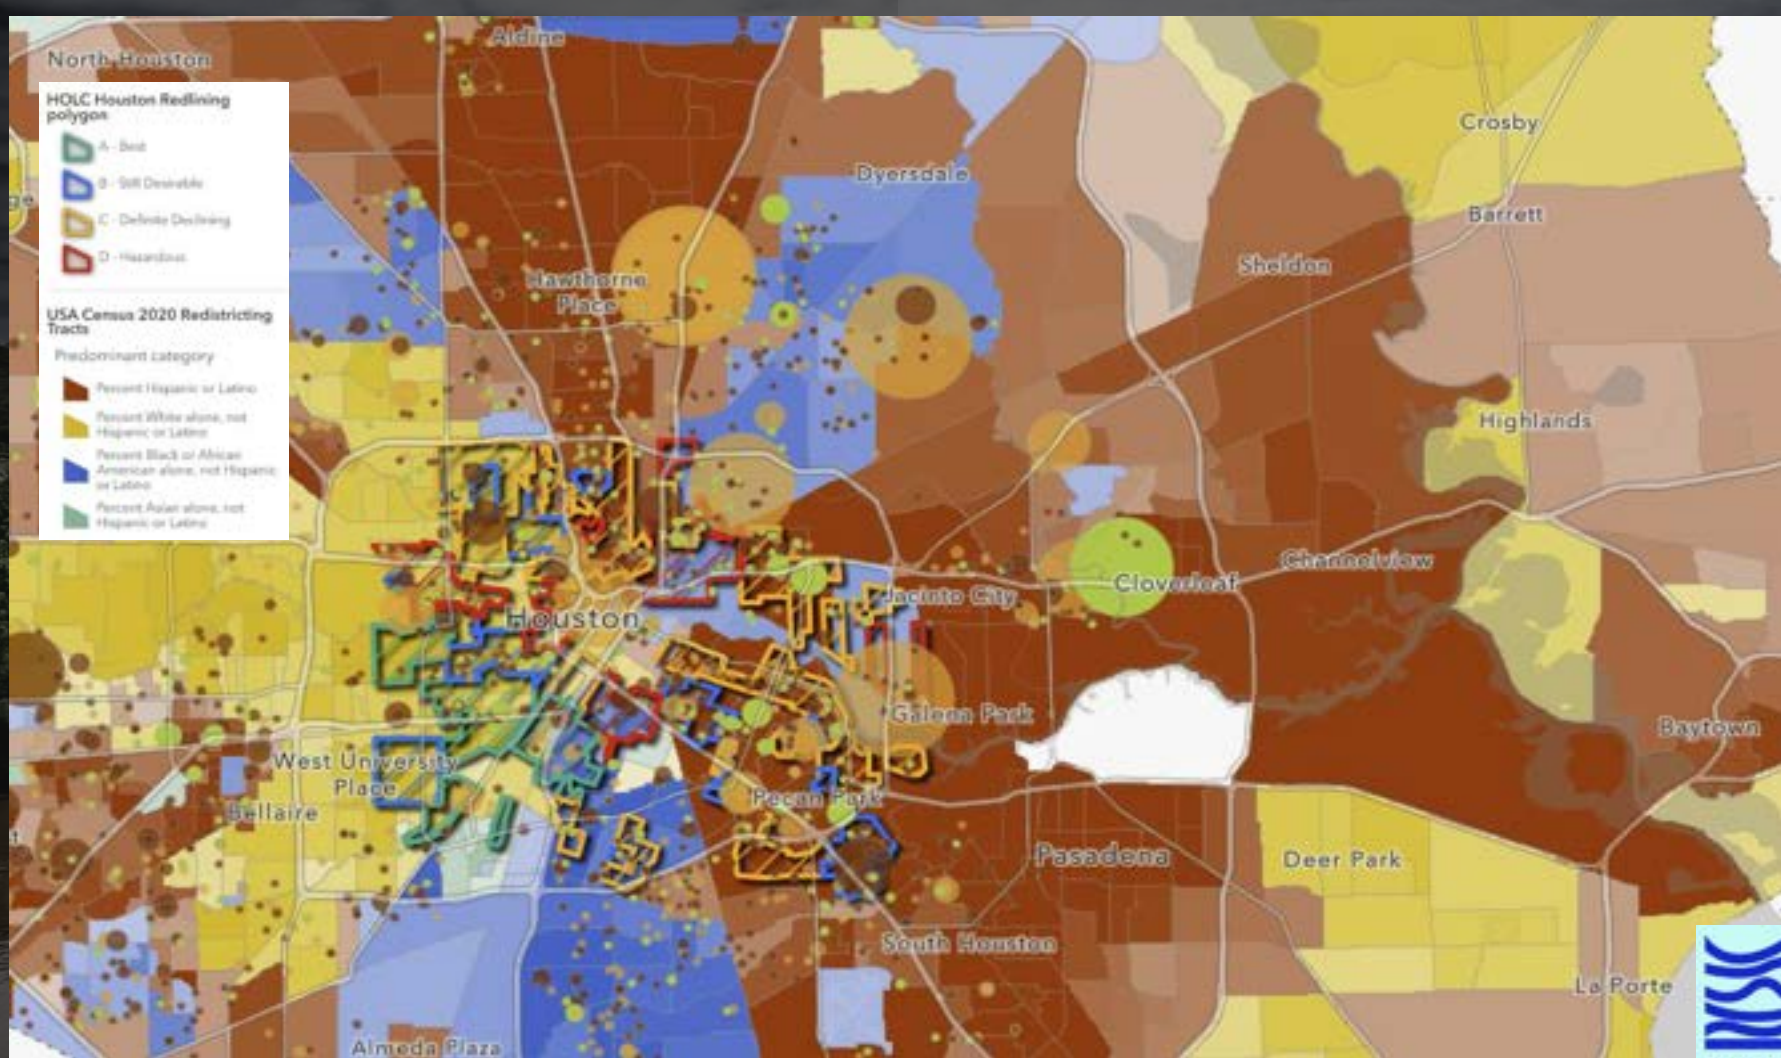 Aldine
North Houston
HOLC Houston Redlining
polygon
A - Best
B - Still Desirable
C - Definite Declining
D - Hazardous
USA Census 2020 Redistricting
Tracts
Predominant category
Percent Hispanic or Latino
Percent White alone, not
Hispanic or Latino
Percent Black or African
American alone, not Hispanic
or Latino
Percent Asian alone, not
Hispanic or Latino
Crosby
Dyersdale
Barrett
Sheldon
Hawthorne
Place
Highlands
Channelview
Cloverleaf
Jacinto City
Houston
Galena Park
Baytown
West University
Place
Pecan Park
Bellaire
Pasadena
Deer Park
South Houston
La Porte
Almeda Plaza